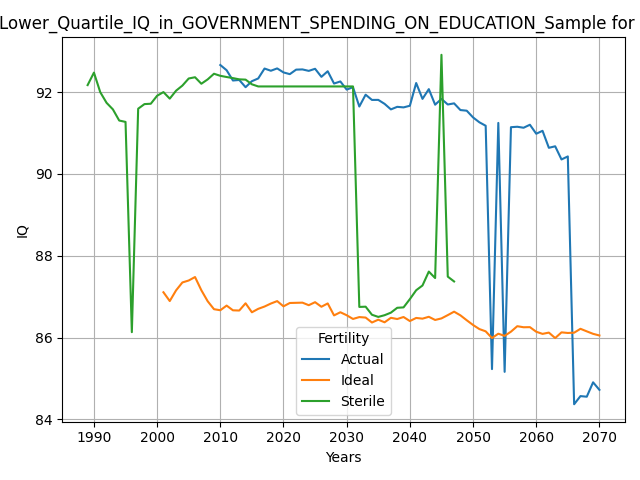 Lower_Quartile_IQ_in_GOVERNMENT_SPENDING_ON_EDUCATION_Sample for
92
90
88
86
84
IQ
Fertility
Actual
Ideal
Sterile
1990 2000 2010 2020 2030 2040 2050 2060 2070
Years